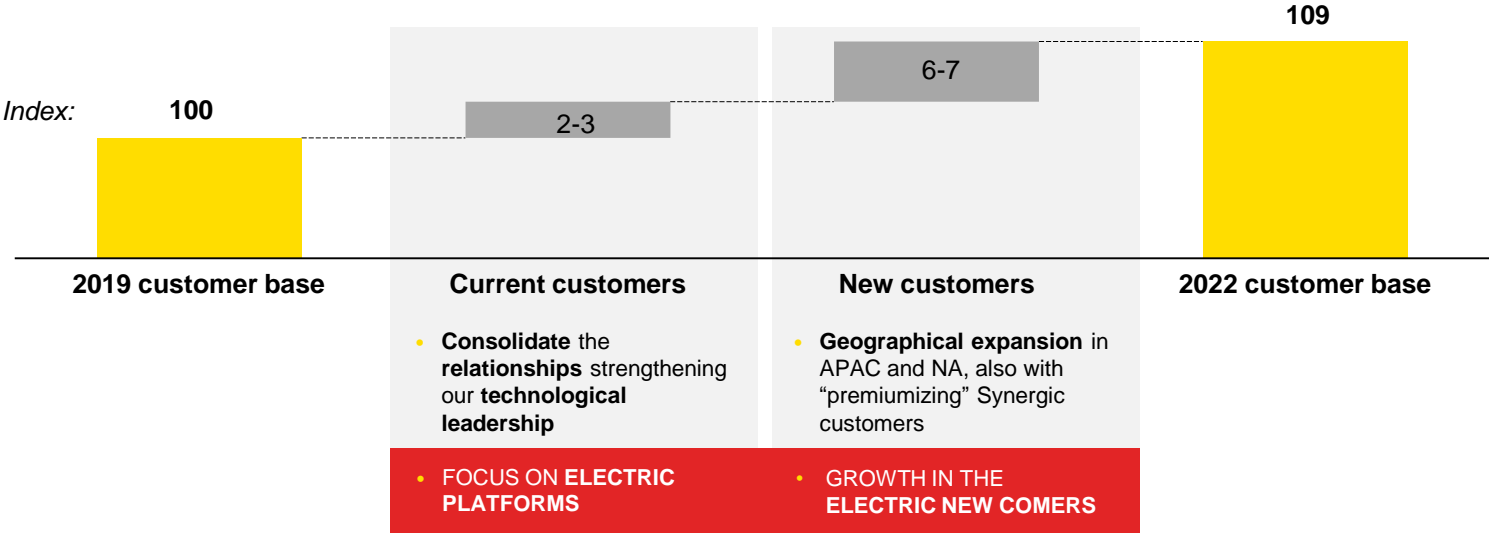 109
6-7
Index:
100
2-3
2019 customer base
Current customers
New customers
2022 customer base
• Consolidate the
relationships strengthening
our technological
leadership
• Geographical expansion in
APAC and NA, also with
“premiumizing” Synergic
customers
• FOCUS ON ELECTRIC
PLATFORMS
• GROWTH IN THE
ELECTRIC NEW COMERS